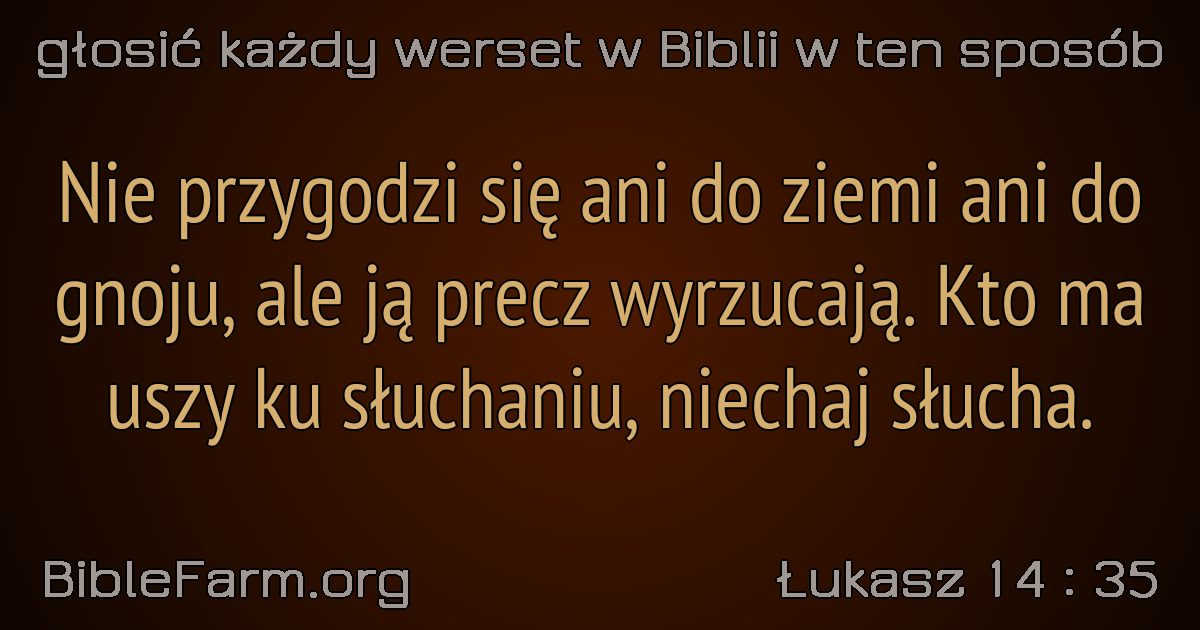 głosić każdy werset w Biblii w ten sposób
Nie przygodzi się ani do ziemi ani do
gnoju, ale ją precz wyrzucają. Kto ma
uszy ku słuchaniu, niechaj słucha.
BibleFarm.org
Łukasz 14 : 35